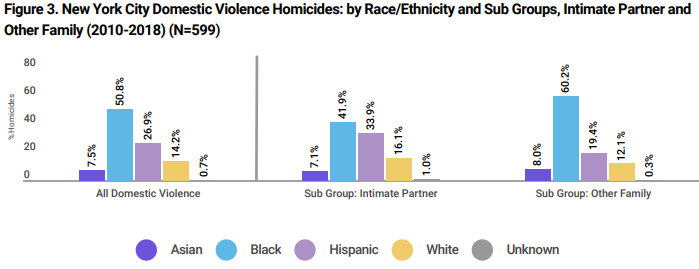 Figure 3. New York City Domestic Violence Homicides: by Race/Ethnicity and Sub Groups, Intimate Partner and
Other Family (2010-2018) (N=599)
% Homicides
80
60
40
20
0
7.5%
50.8%
26.9%
14.2%
0.7%
7.1%
41.9%
33.9%
16.1%
1.0%
8.0%
60.2%
19.4%
12.1%
0.3%
All Domestic Violence
Sub Group: Intimate Partner
Sub Group: Other Family
Asian
Black
Hispanic
White
Unknown